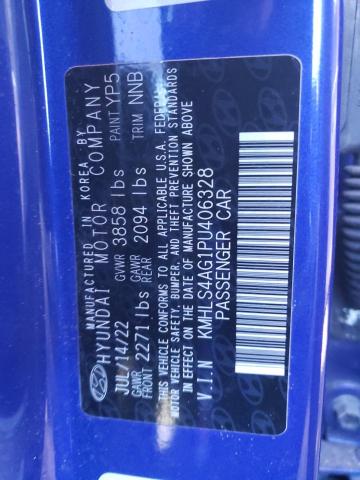 MANUFACTURED IN KOREA BY
HYUNDAI MOTOR COMPANY
JUL/14/22 GVWR 3858 lbs PAINT YP5
GAWR FRONT 2271 lbs GAWR REAR 2094 lbs TRIM NNB
THIS VEHICLE CONFORMS TO ALL APPLICABLE U.S.A. FEDERAL
MOTOR VEHICLE SAFETY, BUMPER, AND THEFT PREVENTION STANDARDS
IN EFFECT ON THE DATE OF MANUFACTURE SHOWN ABOVE
V.I.N KMHLS4AG1PU406328
PASSENGER CAR